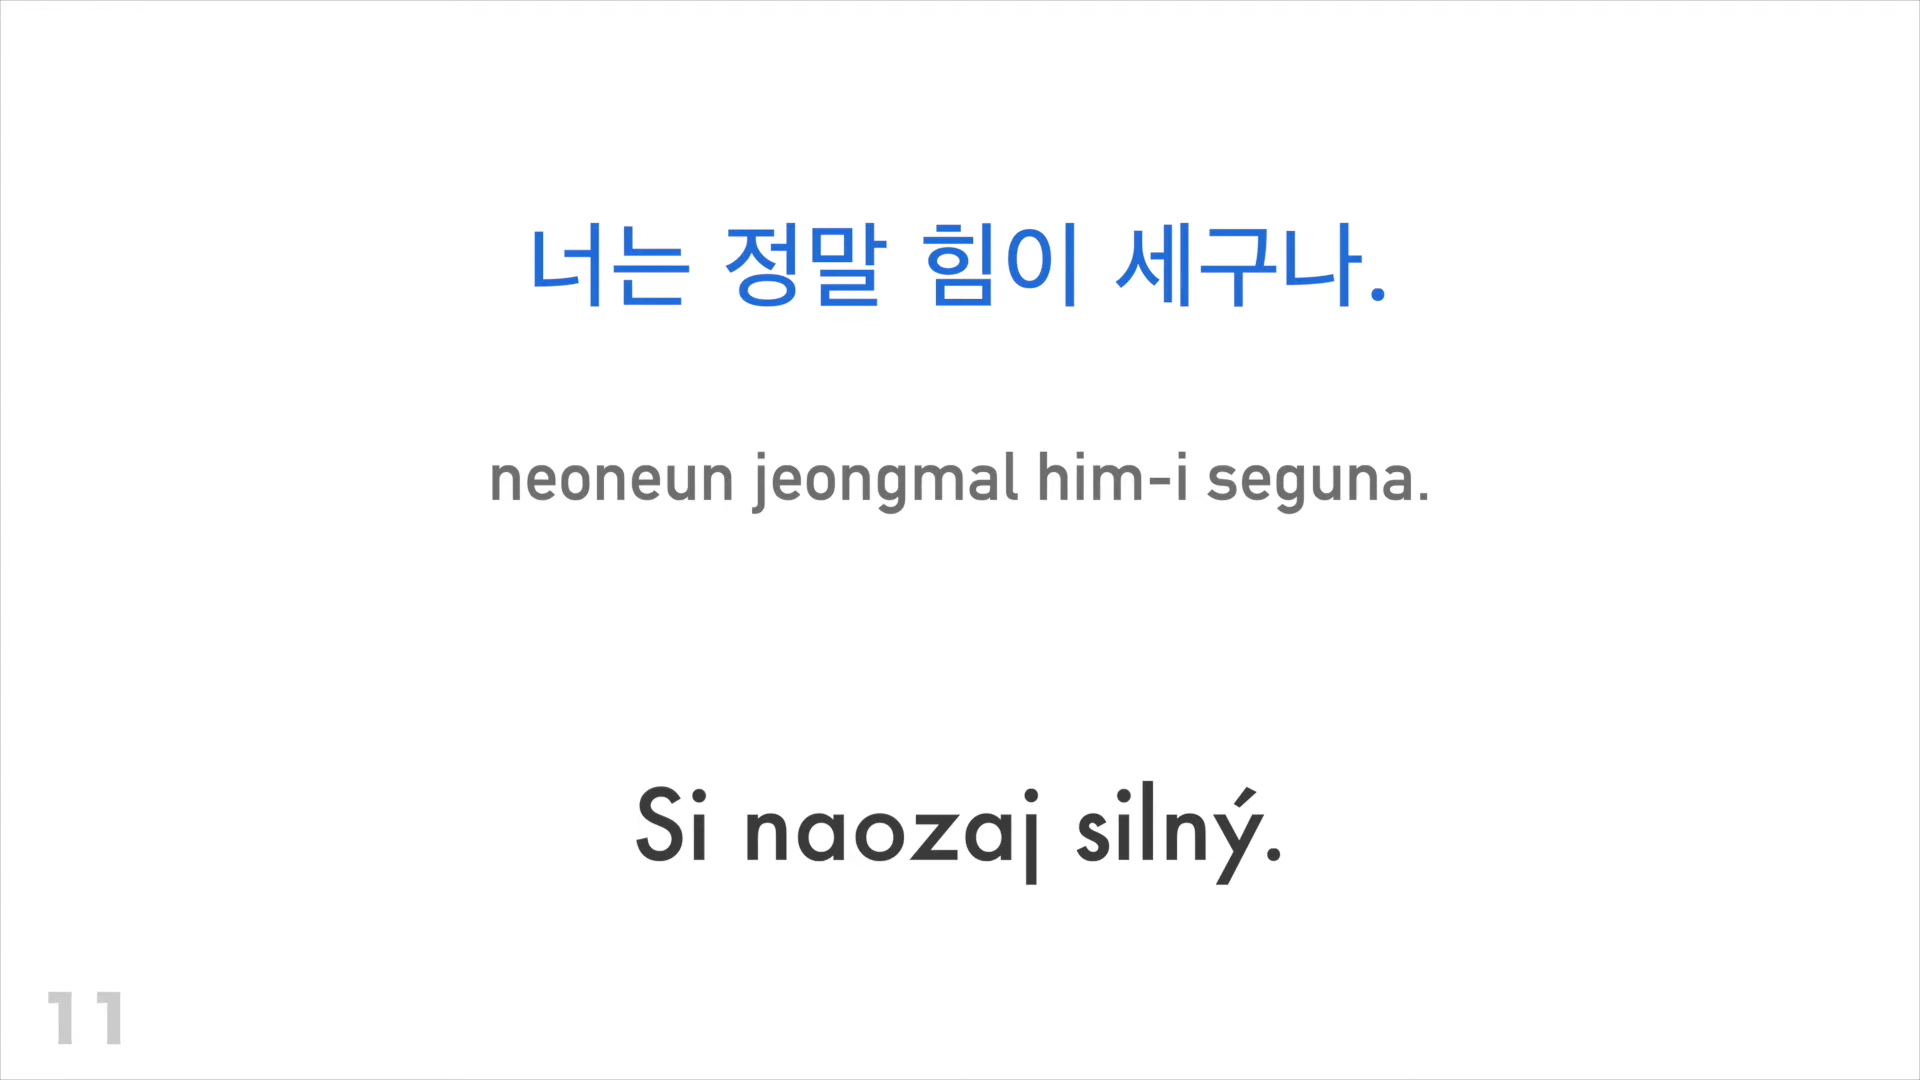 너는 정말 힘이 세구나.
neoneun jeongmal him-i seguna.
Si naozaj silný.
11